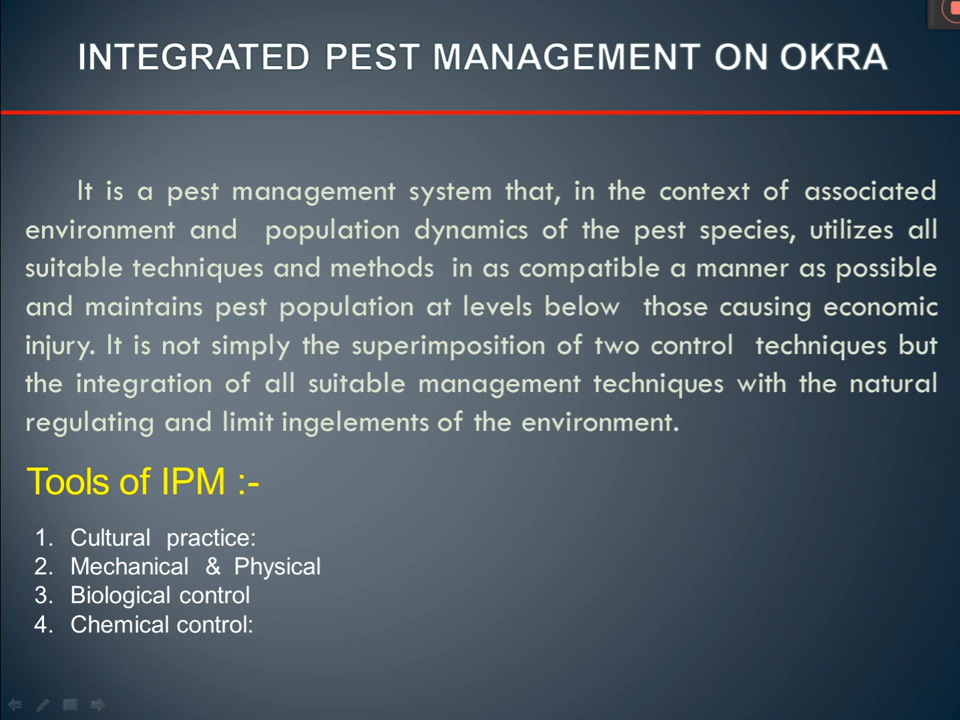 INTEGRATED PEST MANAGEMENT ON OKRA
It is a pest management system that, in the context of associated
environment and population dynamics of the pest species, utilizes all
suitable techniques and methods in as compatible a manner as possible
and maintains pest population at levels below those causing economic
injury. It is not simply the superimposition of two control techniques but
the integration of all suitable management techniques with the natural
regulating and limit ingelements of the environment.
Tools of IPM :-
1. Cultural practice:
2. Mechanical & Physical
3. Biological control
4. Chemical control: